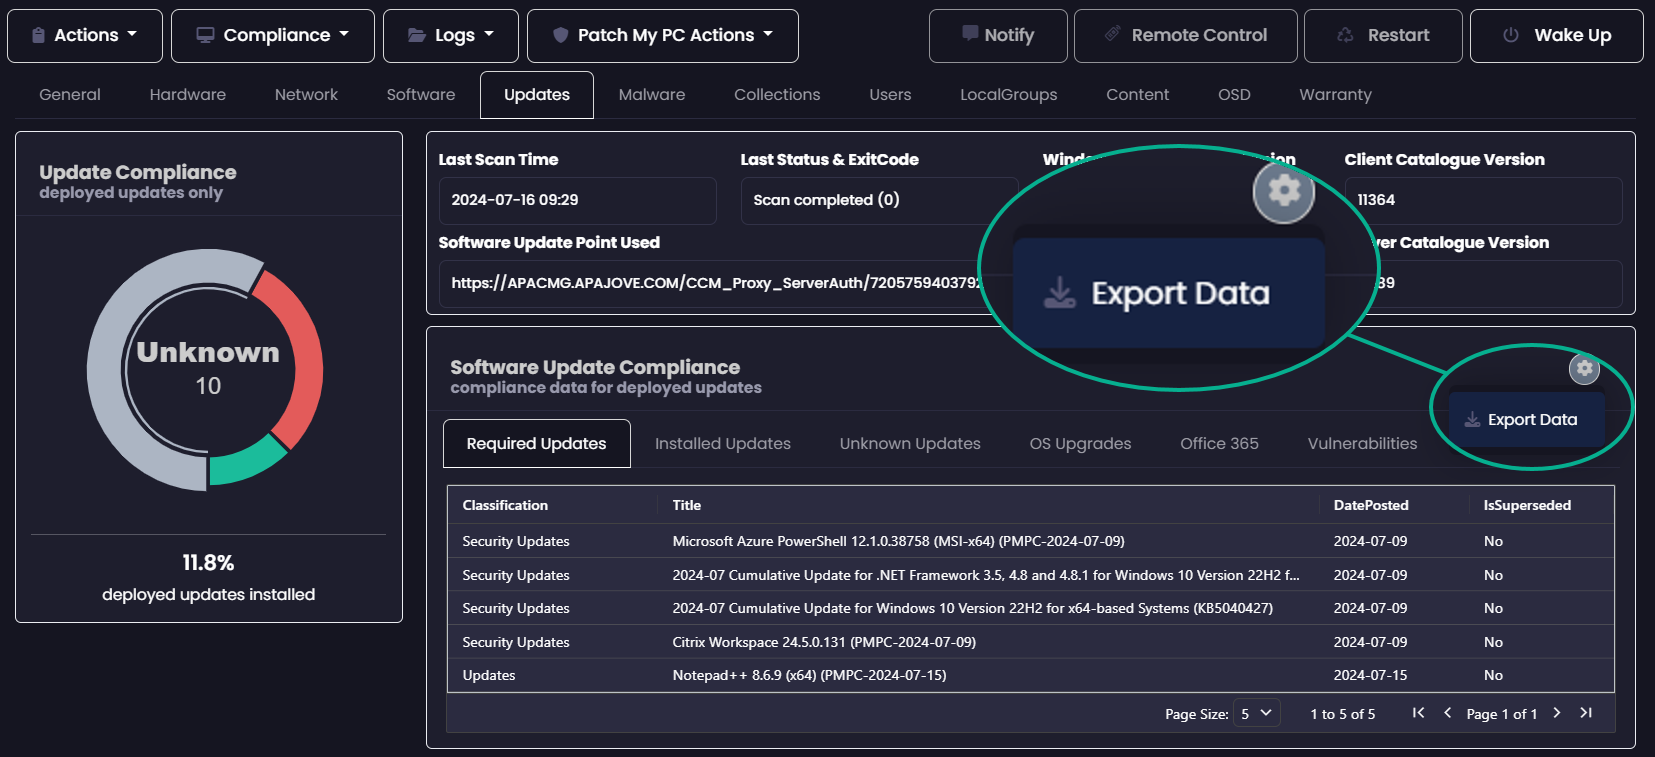 Actions
Compliance
Logs
Patch My PC Actions
Notify
Remote Control
Restart
Wake Up
General
Hardware
Network
Software
Updates
Malware
Collections
Users
LocalGroups
Content
OSD
Warranty
Update Compliance
deployed updates only
Unknown
10
11.8%
deployed updates installed
Last Scan Time
2024-07-16 09:29
Last Status & ExitCode
Scan completed (0)
Client Catalogue Version
11364
Software Update Point Used
https://APACMG.APAJOVE.COM/CCM_Proxy_ServerAuth/7205759403792
Catalogue Version
Export Data
Software Update Compliance
compliance data for deployed updates
Export Data
Required Updates
Installed Updates
Unknown Updates
OS Upgrades
Office 365
Vulnerabilities
Classification Title DatePosted IsSuperseded
Security Updates Microsoft Azure PowerShell 12.1.0.38758 (MSI-x64) (PMPC-2024-07-09) 2024-07-09 No
Security Updates 2024-07 Cumulative Update for .NET Framework 3.5, 4.8 and 4.8.1 for Windows 10 Version 22H2 f... 2024-07-09 No
Security Updates 2024-07 Cumulative Update for Windows 10 Version 22H2 for x64-based Systems (KB5040427) 2024-07-09 No
Security Updates Citrix Workspace 24.5.0.131 (PMPC-2024-07-09) 2024-07-09 No
Updates Notepad++ 8.6.9 (x64) (PMPC-2024-07-15) 2024-07-15 No
Page Size: 5 1 to 5 of 5 Page 1 of 1